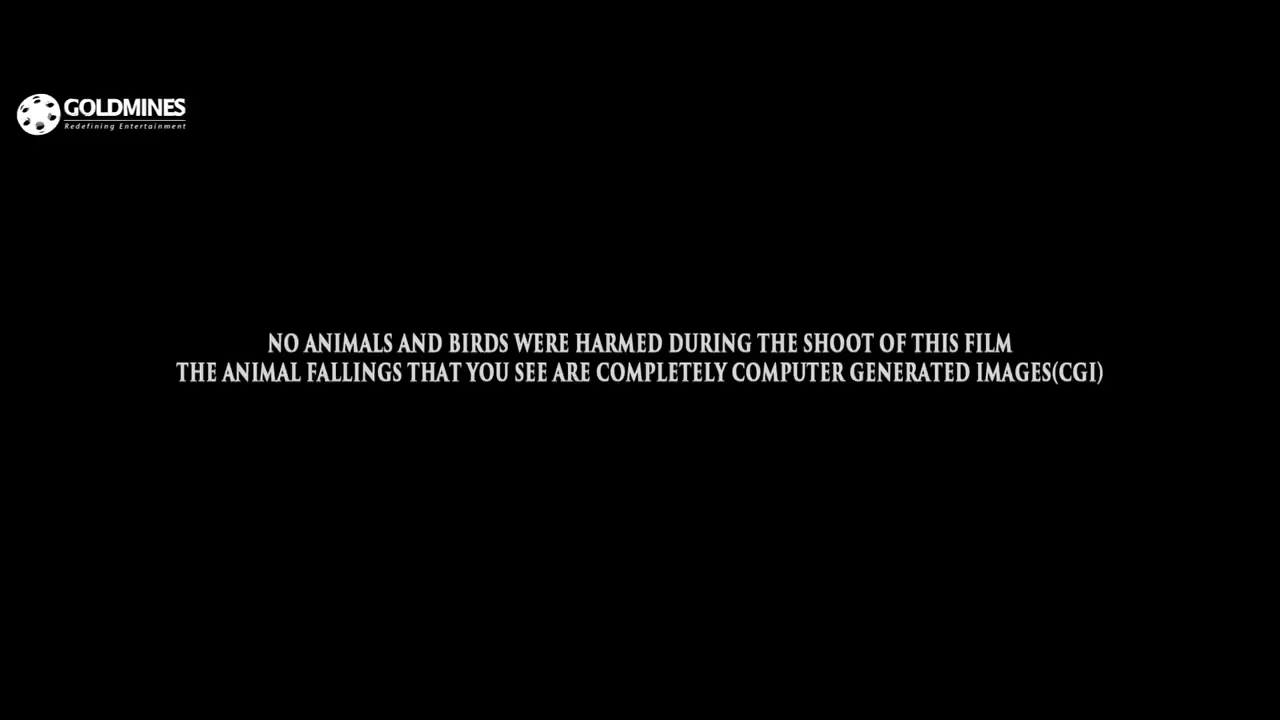 GOLDMINES
Redefining Entertainment
NO ANIMALS AND BIRDS WERE HARMED DURING THE SHOOT OF THIS FILM
THE ANIMAL FALLINGS THAT YOU SEE ARE COMPLETELY COMPUTER GENERATED IMAGES(CGI)